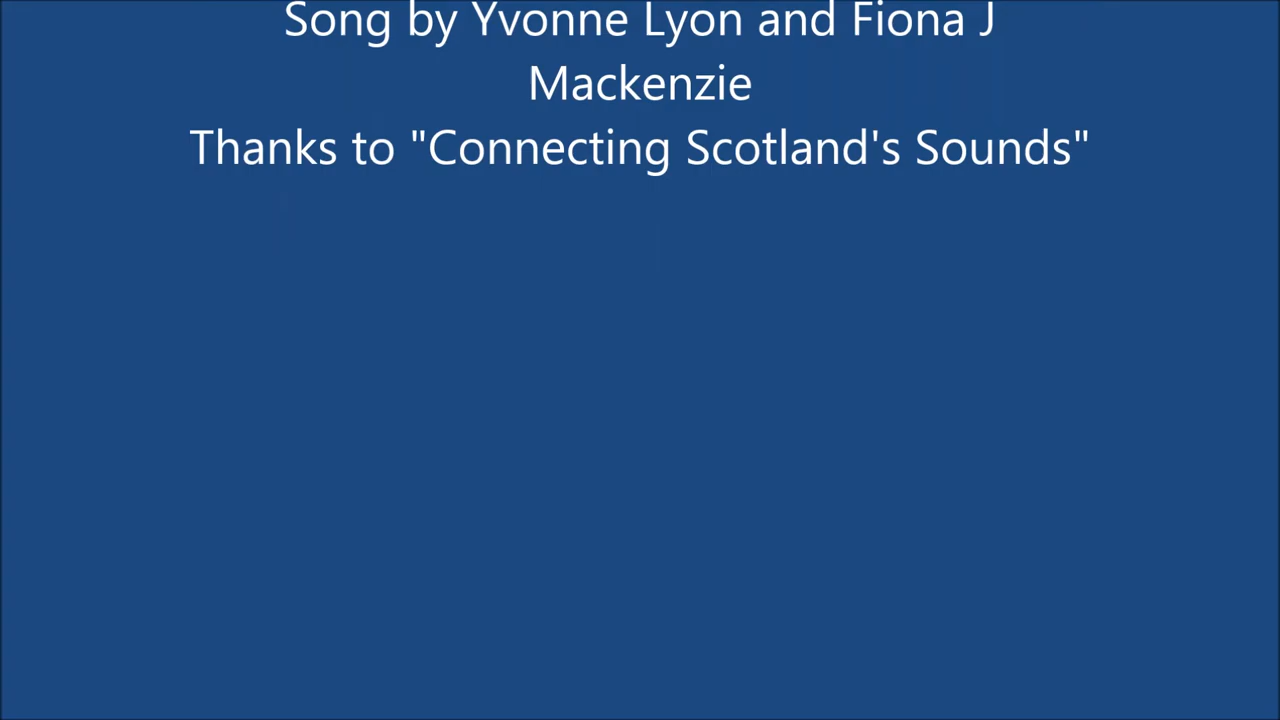 Song by Yvonne Lyon and Fiona J
Mackenzie
Thanks to "Connecting Scotland's Sounds"